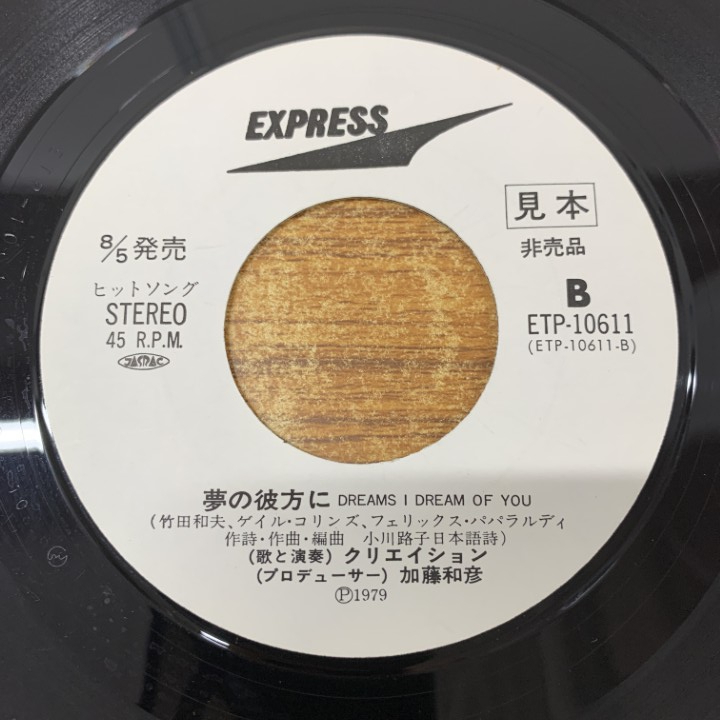 EXPRESS
見本
非売品
8/5発売
ヒットソング
STEREO
45 R.P.M.
JASRAC
B
ETP-10611
(ETP-10611-B)
夢の彼方に DREAMS I DREAM OF YOU
(竹田和夫、ゲイル・コリンズ、フェリックス・パパラルディ
作詩・作曲・編曲 小川路子日本語詩)
(歌と演奏) クリエイション
(プロデューサー) 加藤和彦
Ⓟ1979